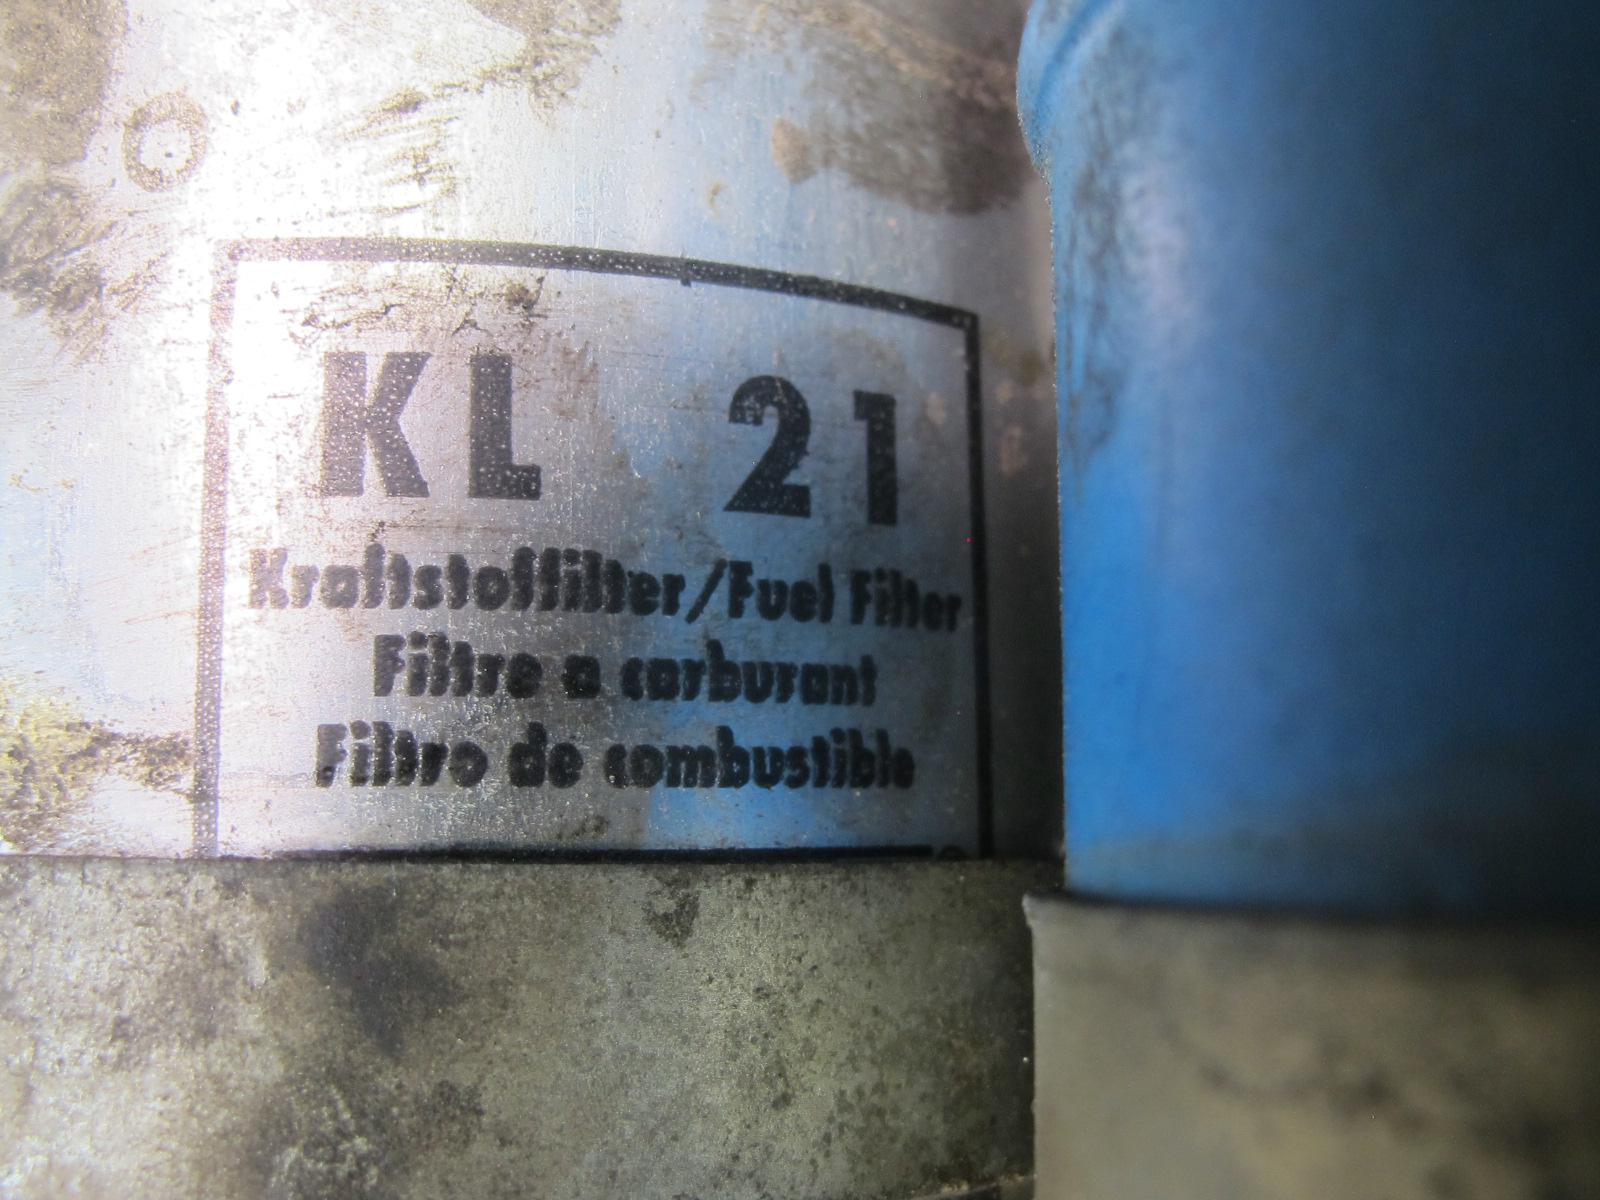 KL 21
Kraftstoffilter/Fuel Filter
Filtre a carburant
Filtro de combustible